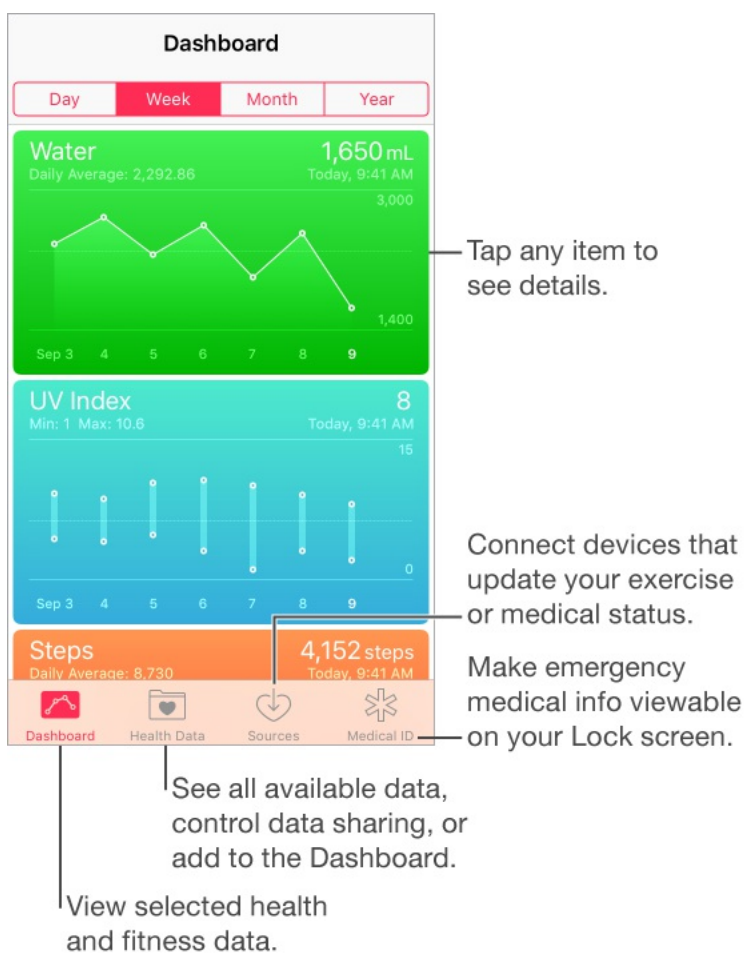 Dashboard
Day Week Month Year
Water 1,650 mL
Daily Average: 2,292.86 Today, 9:41 AM
3,000
Tap any item to
see details.
1,400
Sep 3 4 5 6 7 8 9
UV Index 8
Min: 1 Max: 10.6 Today, 9:41 AM
15
0
Sep 3 4 5 6 7 8 9
Connect devices that
update your exercise
or medical status.
Steps 4,152 steps
Daily Average: 8,730 Today, 9:41 AM
Make emergency
medical info viewable
on your Lock screen.
Dashboard Health Data Sources Medical ID
See all available data,
control data sharing, or
add to the Dashboard.
View selected health
and fitness data.